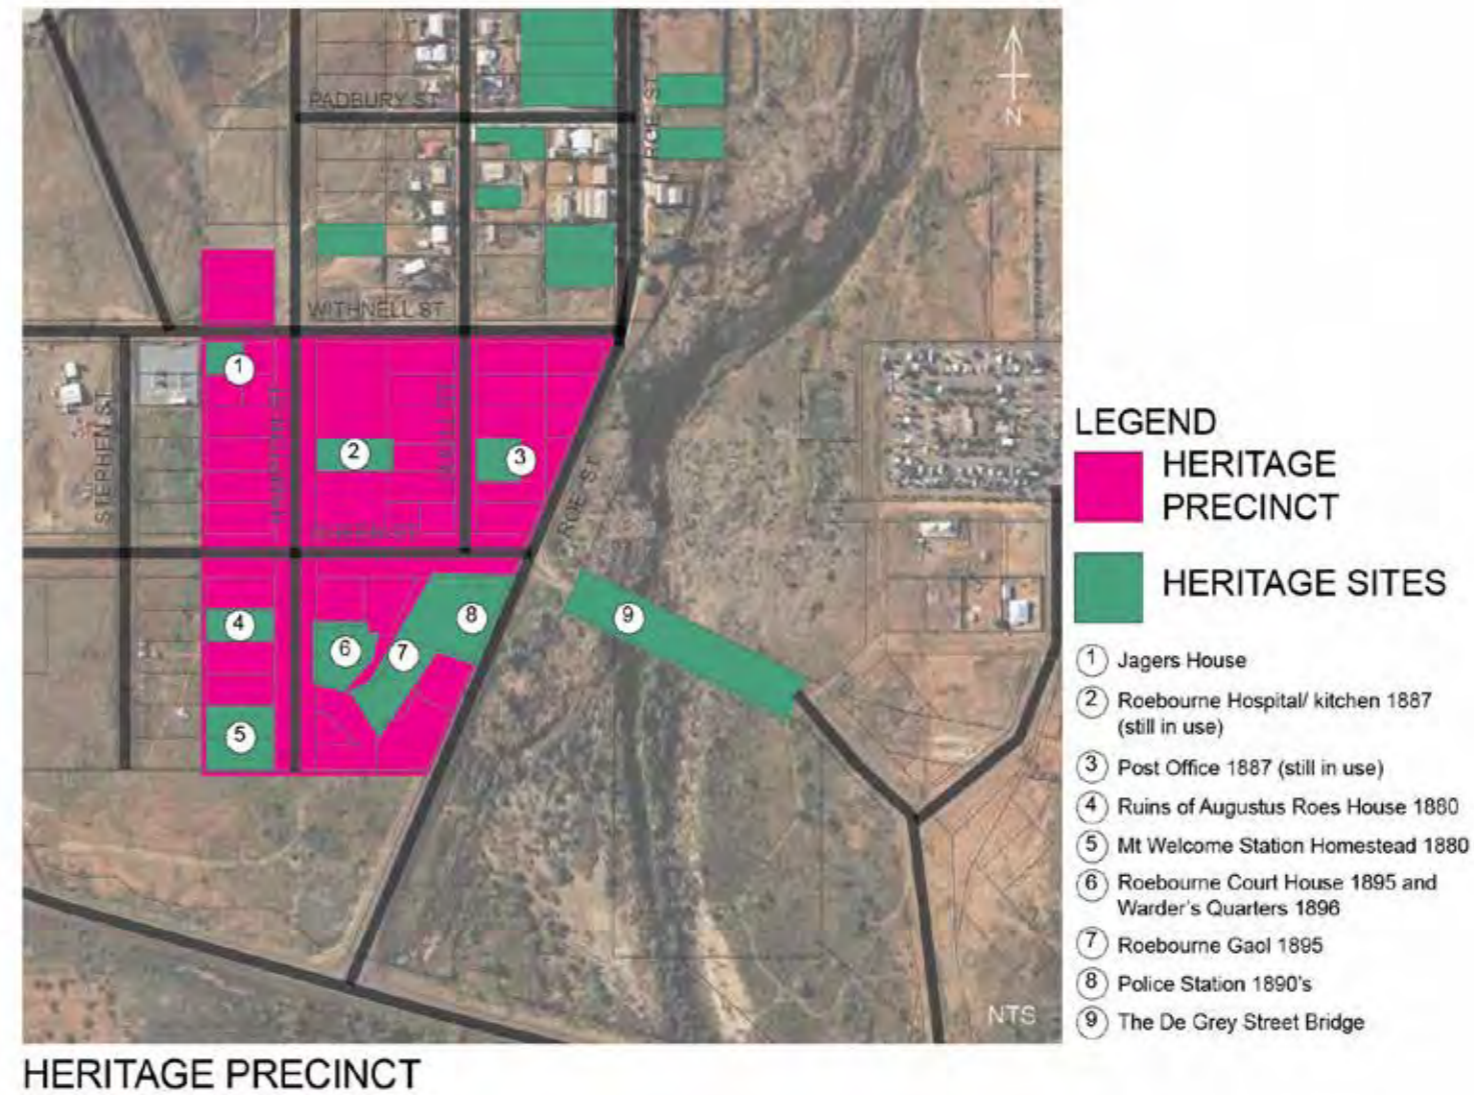 PADBURY ST
ROE ST
N
WITHNELL ST
LEGEND
HERITAGE
PRECINCT
HERITAGE SITES
STEPHEN ST
HAMPTON ST
QUEEN ST
ROE ST
1
2
3
4
5
6
7
8
9
1 Jagers House
2 Roebourne Hospital/ kitchen 1887
(still in use)
3 Post Office 1887 (still in use)
4 Ruins of Augustus Roes House 1880
5 Mt Welcome Station Homestead 1880
6 Roebourne Court House 1895 and
Warder's Quarters 1896
7 Roebourne Gaol 1895
8 Police Station 1890's
9 The De Grey Street Bridge
NTS
HERITAGE PRECINCT